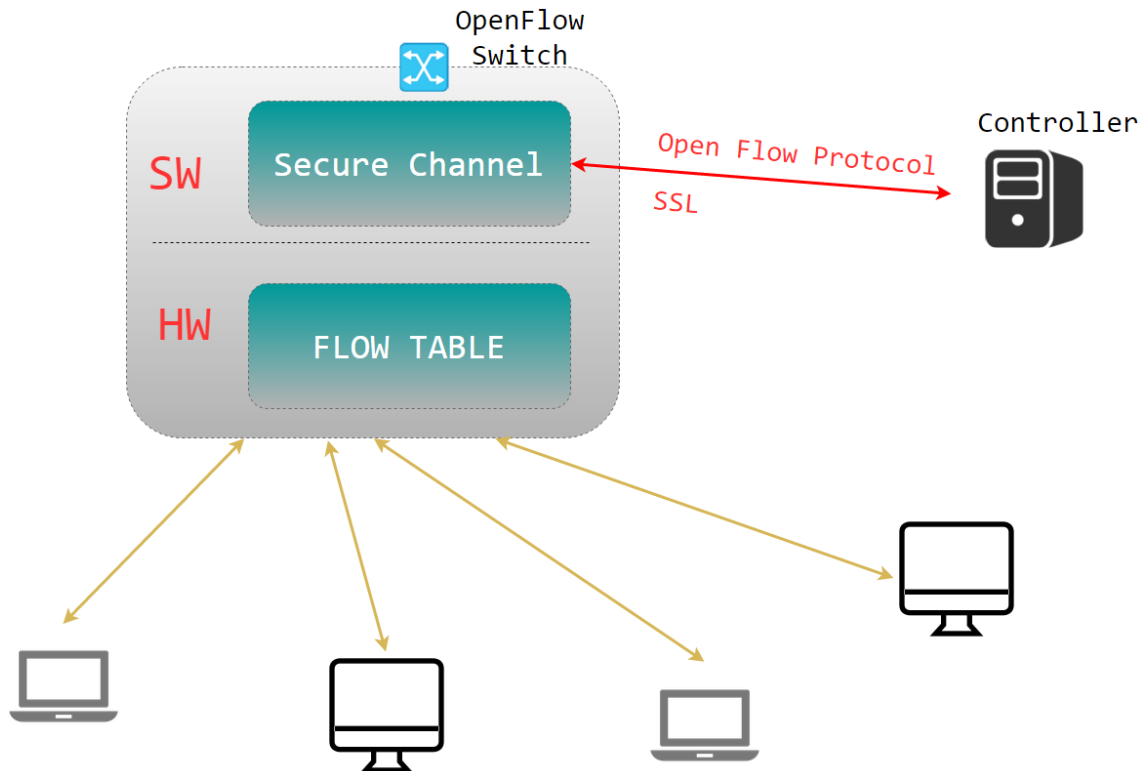 OpenFlow
Switch
Controller
SW
Secure Channel
Open Flow Protocol
SSL
HW
FLOW TABLE